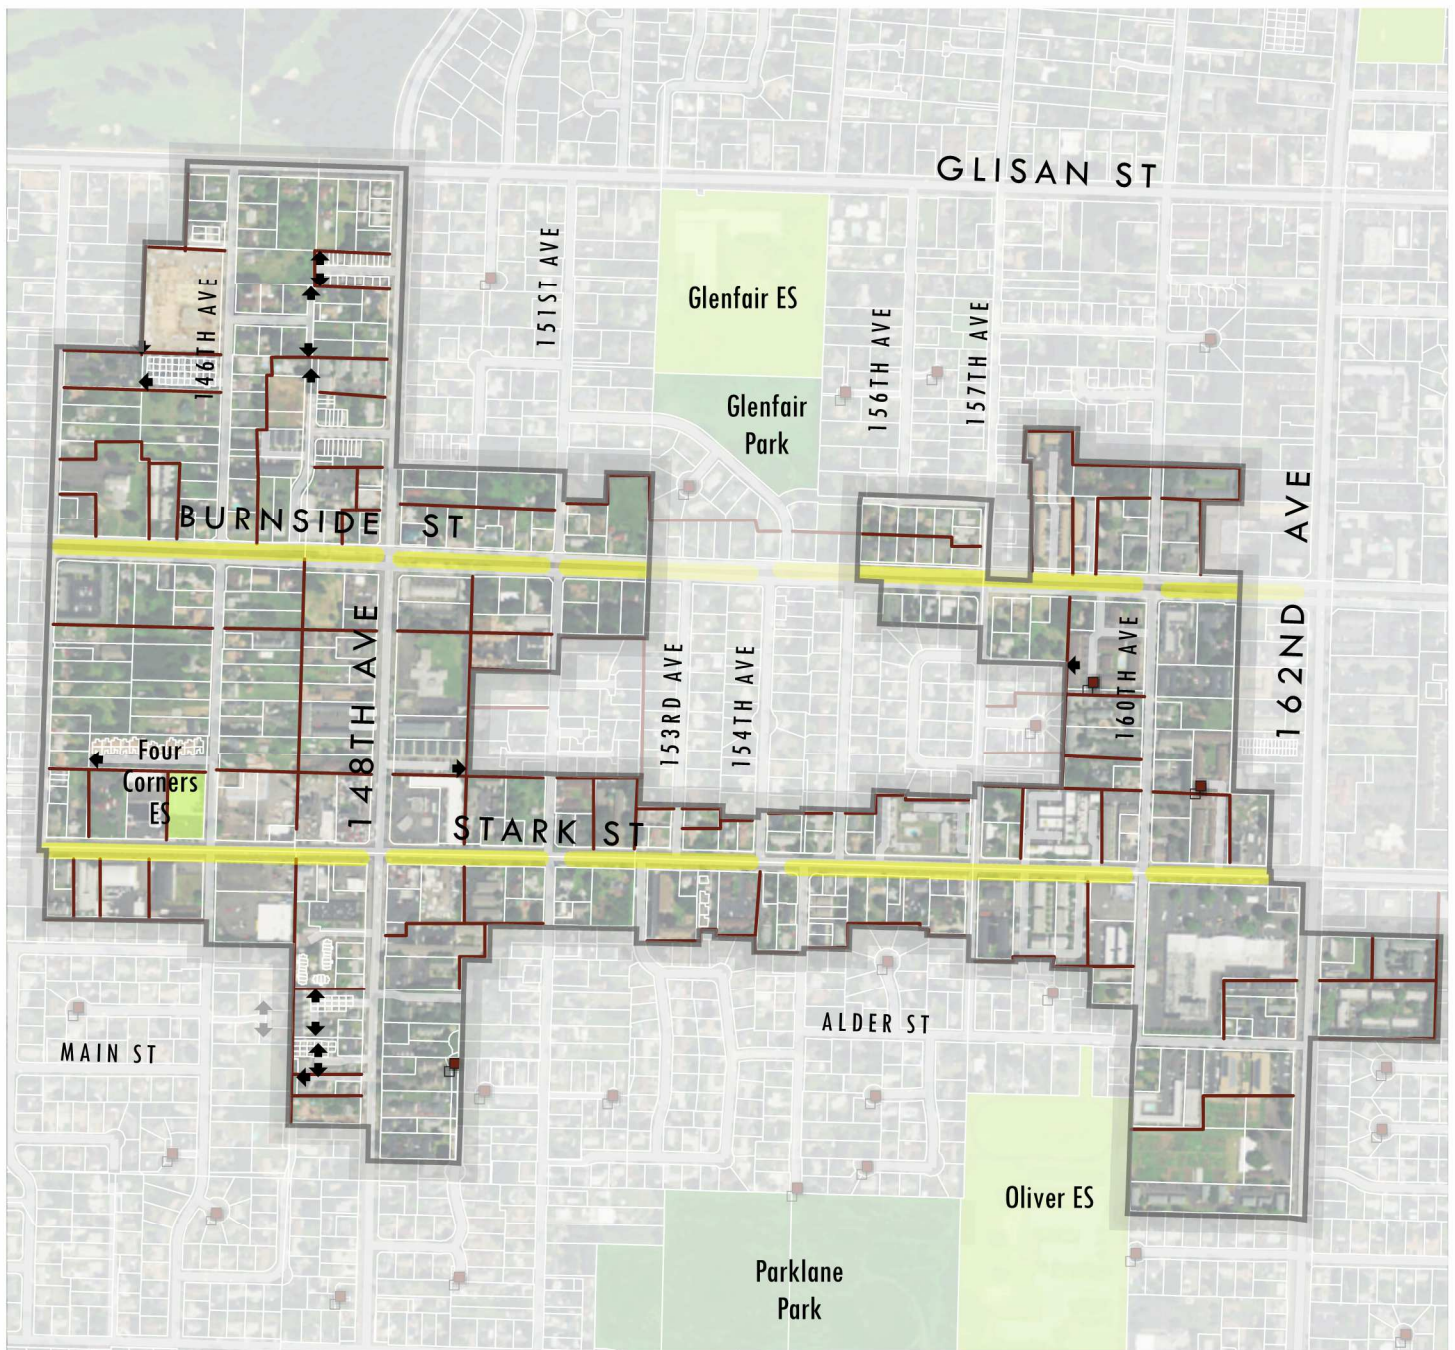 GLISAN ST
151ST AVE
146TH AVE
Glenfair ES
156TH AVE
157TH AVE
Glenfair
Park
BURNSIDE ST
162ND AVE
148TH AVE
153RD AVE
154TH AVE
160TH AVE
Four
Corners
ES
STARK ST
ALDER ST
MAIN ST
Oliver ES
Parklane
Park